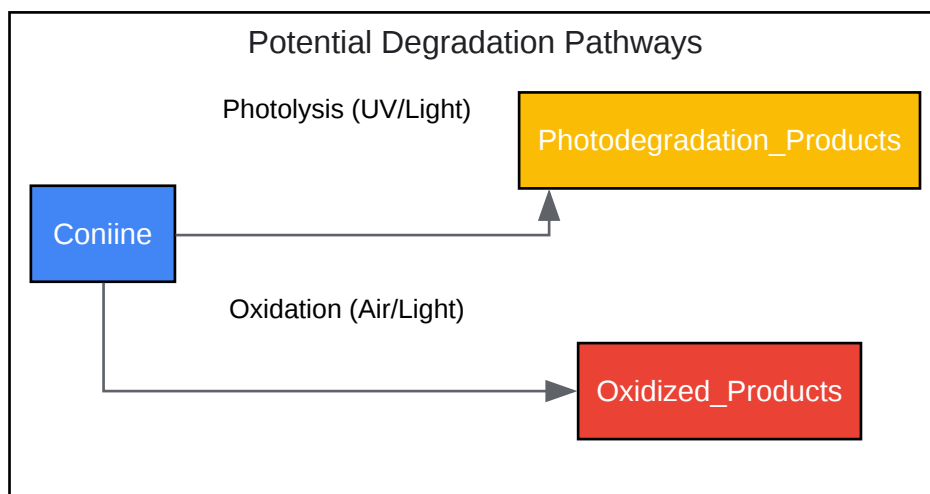 Potential Degradation Pathways
Photolysis (UV/Light)
Photodegradation_Products
Coniine
Oxidation (Air/Light)
Oxidized_Products